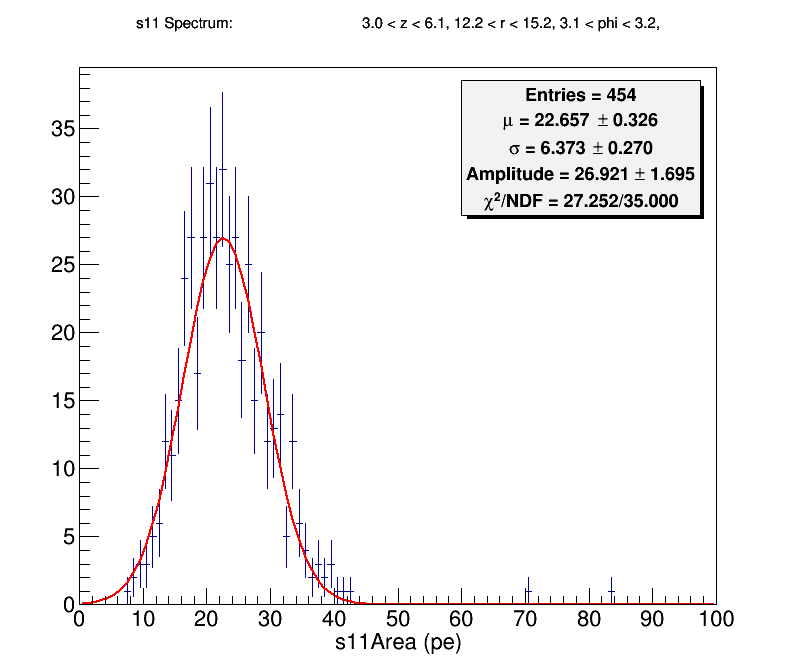 s11 Spectrum: 3.0 < z < 6.1, 12.2 < r < 15.2, 3.1 < phi < 3.2,
Entries = 454
μ = 22.657 ± 0.326
σ = 6.373 ± 0.270
Amplitude = 26.921 ± 1.695
χ²/NDF = 27.252/35.000
35
30
25
20
15
10
5
0
0 10 20 30 40 50 60 70 80 90 100
s11Area (pe)